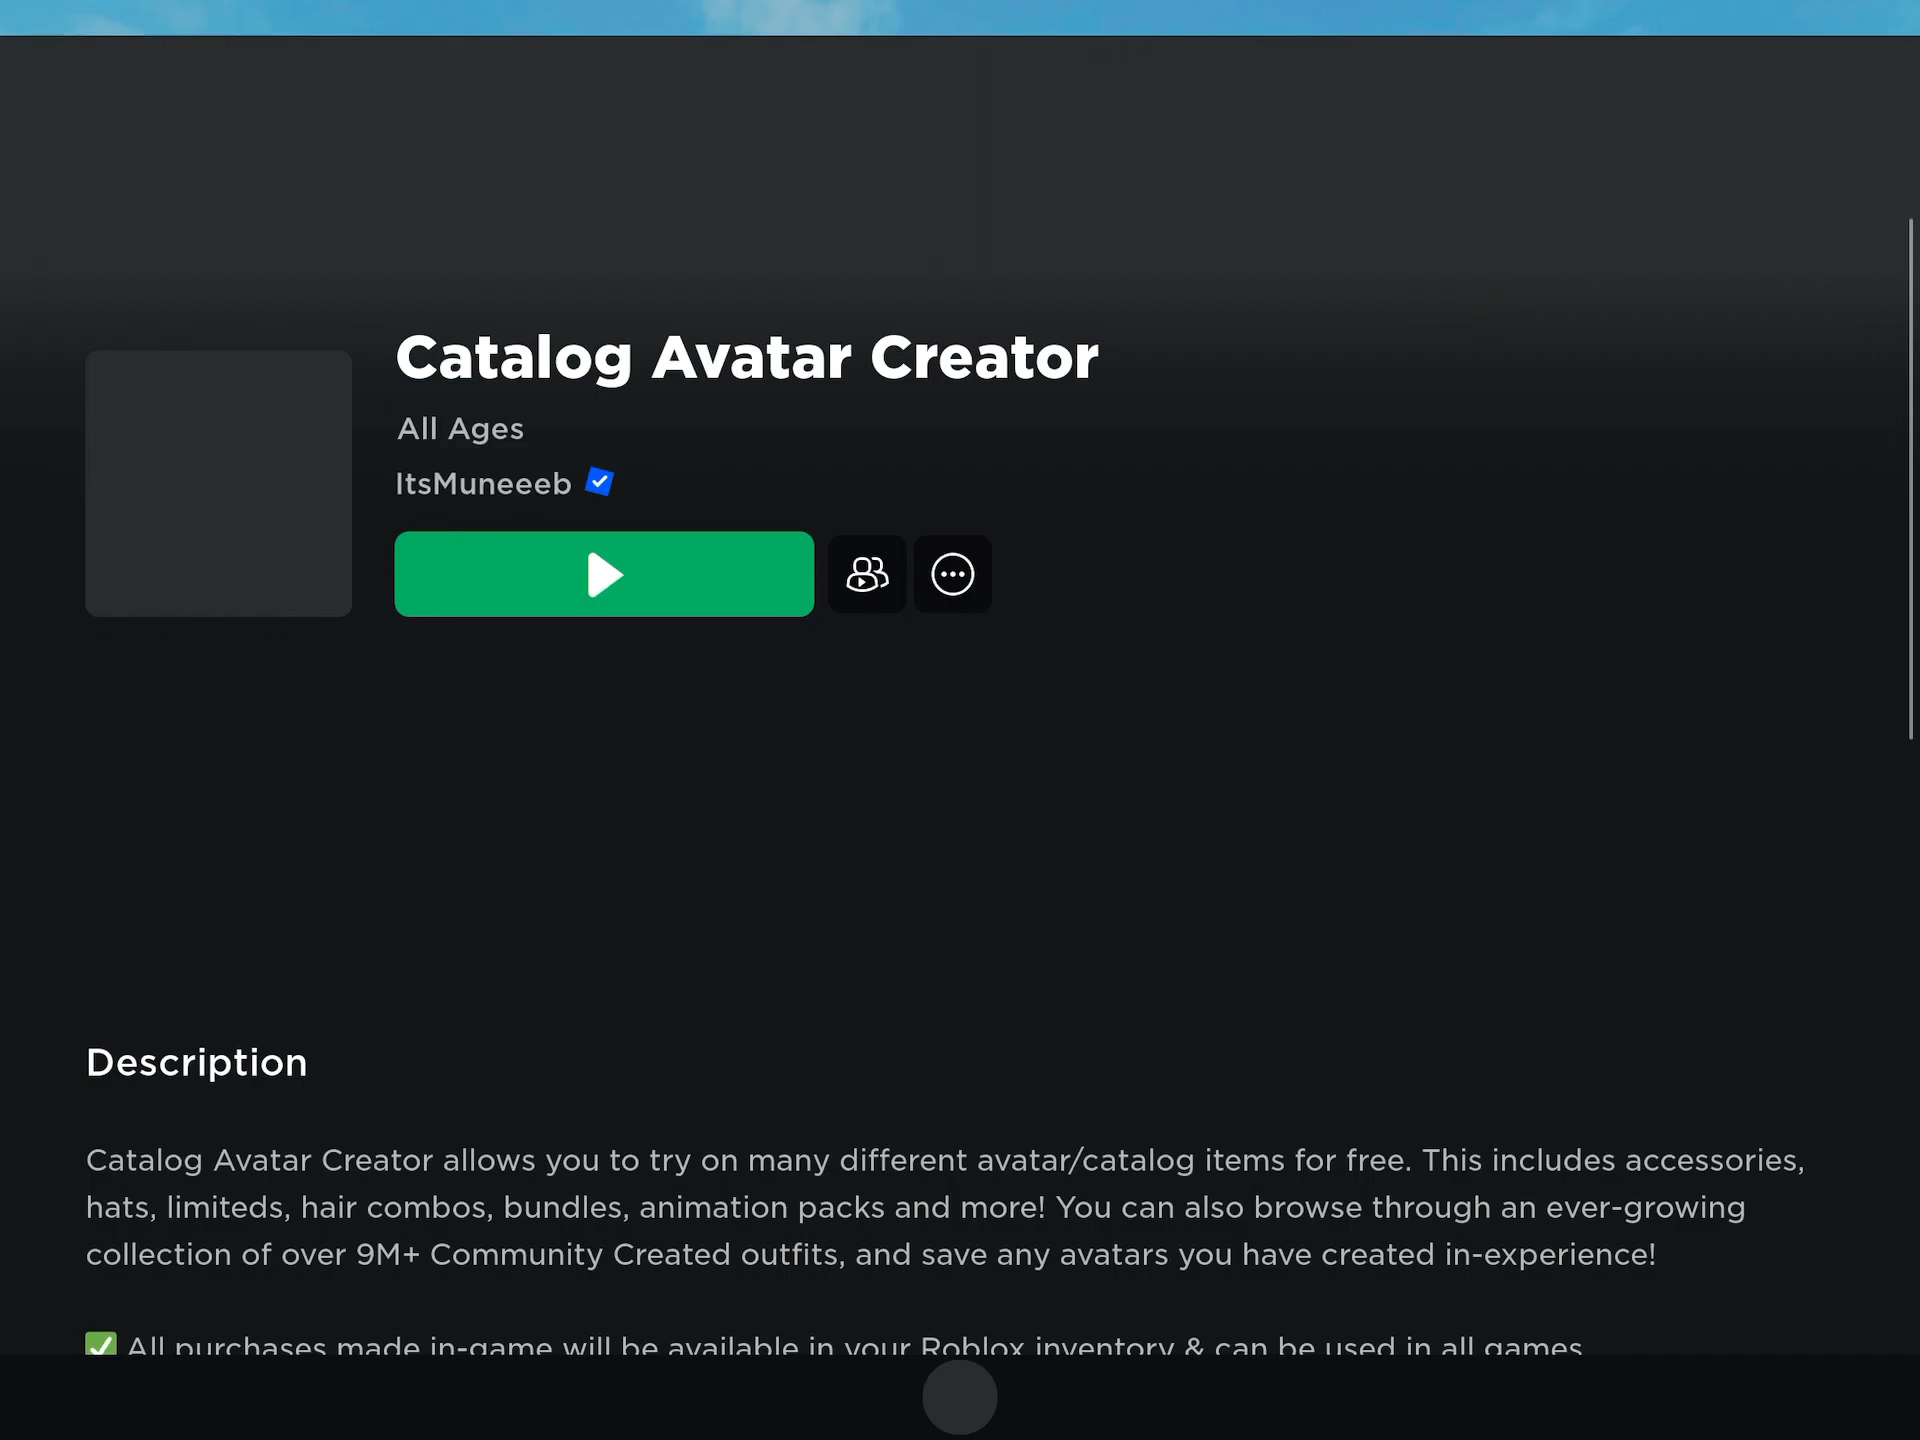 Catalog Avatar Creator
All Ages
ItsMuneeeb
Description
Catalog Avatar Creator allows you to try on many different avatar/catalog items for free. This includes accessories,
hats, limiteds, hair combos, bundles, animation packs and more! You can also browse through an ever-growing
collection of over 9M+ Community Created outfits, and save any avatars you have created in-experience!
✅ All purchases made in-game will be available in your Roblox inventory & can be used in all games